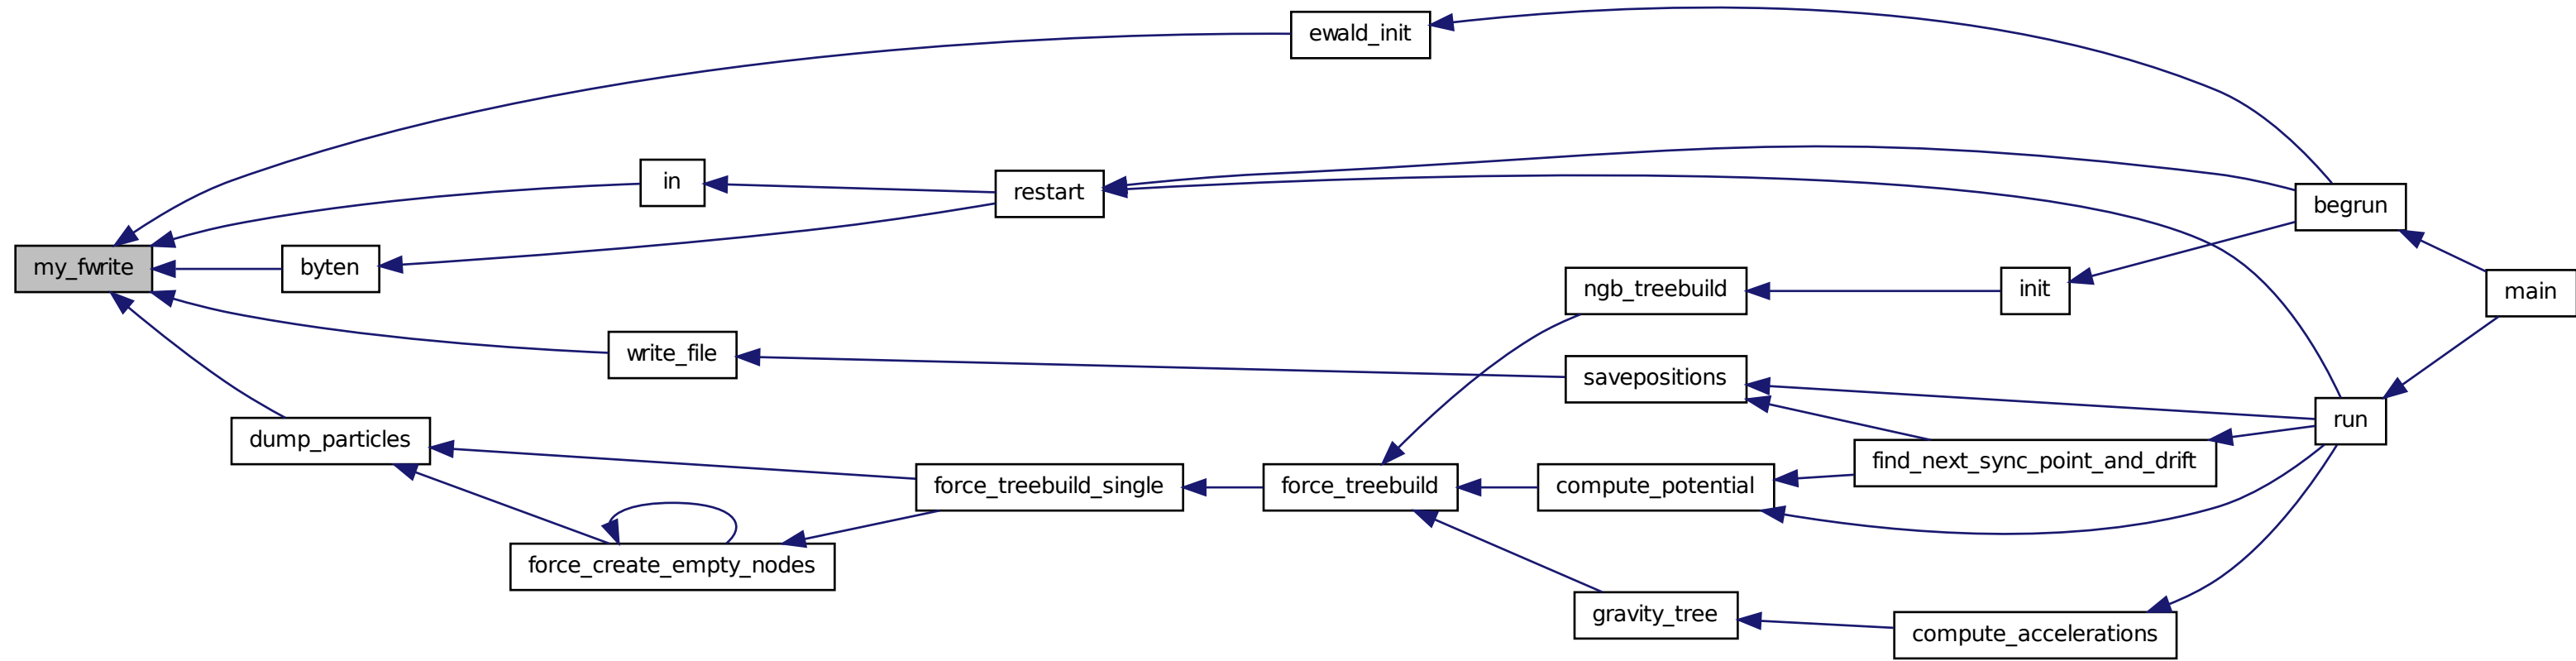 ewald_init
in
restart
begrun
my_fwrite
byten
ngb_treebuild
init
main
write_file
savepositions
run
dump_particles
find_next_sync_point_and_drift
force_treebuild_single
force_treebuild
compute_potential
force_create_empty_nodes
gravity_tree
compute_accelerations